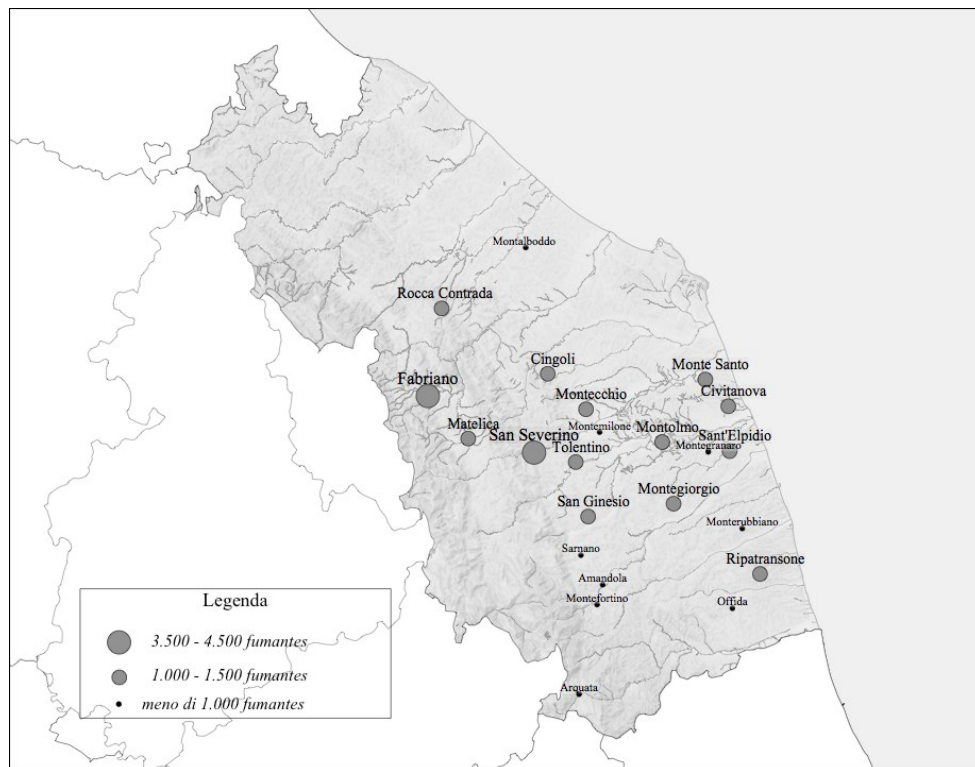 Montalboddo
Rocca Contrada
Cingoli
Monte Santo
Fabriano
Civitanova
Montecchio
Matelica
Montemilone
Montolmo
San Severino
Sant'Elpidio
Tolentino
Montegranaro
Montegiorgio
San Ginesio
Monterubbiano
Sarnano
Ripatransone
Amandola
Montefortino
Offida
Arquata
Legenda
3.500 - 4.500 fumantes
1.000 - 1.500 fumantes
meno di 1.000 fumantes